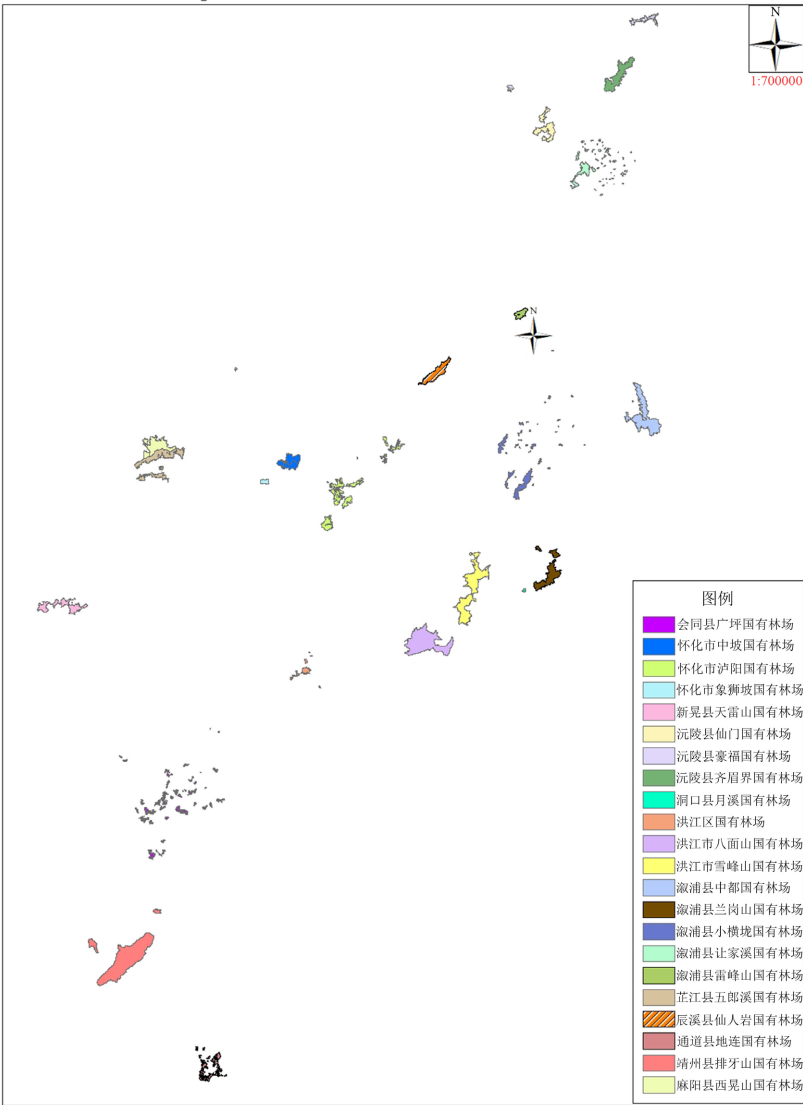 N
1:700000
N
图例
会同县广坪国有林场
怀化市中坡国有林场
怀化市泸阳国有林场
怀化市象狮坡国有林场
新晃县天雷山国有林场
沅陵县仙门国有林场
沅陵县豪福国有林场
沅陵县齐眉界国有林场
洞口县月溪国有林场
洪江区国有林场
洪江市八面山国有林场
洪江市雪峰山国有林场
溆浦县中都国有林场
溆浦县兰岗山国有林场
溆浦县小横垅国有林场
溆浦县让家溪国有林场
溆浦县雷峰山国有林场
芷江县五郎溪国有林场
辰溪县仙人岩国有林场
通道县地连国有林场
靖州县排牙山国有林场
麻阳县西晃山国有林场